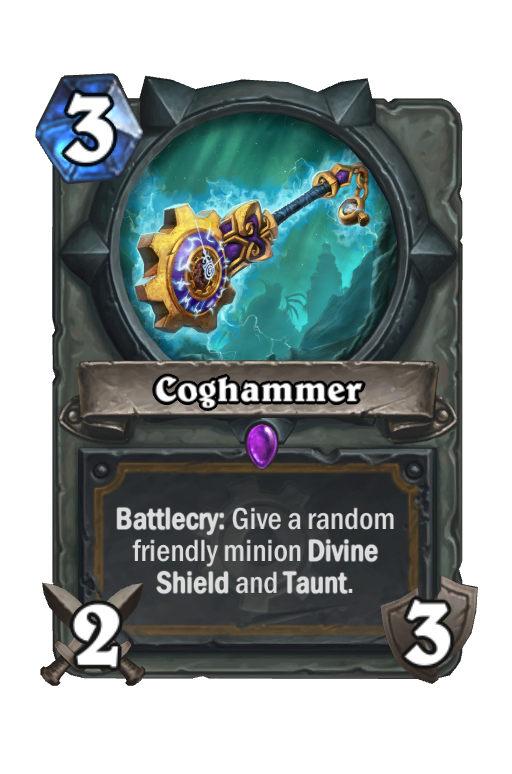 3
Coghammer
Battlecry: Give a random
friendly minion Divine
Shield and Taunt.
2
3